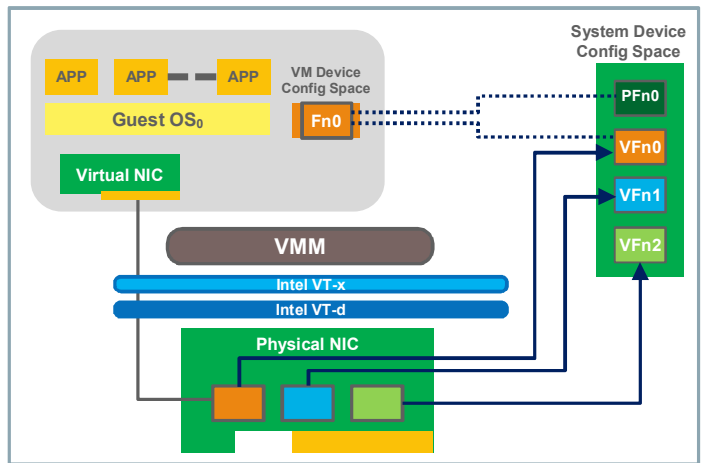 System Device
Config Space
APP
APP
APP
VM Device
Config Space
PFn0
Guest OS₀
Fn0
VFn0
Virtual NIC
VFn1
VMM
VFn2
Intel VT-x
Intel VT-d
Physical NIC